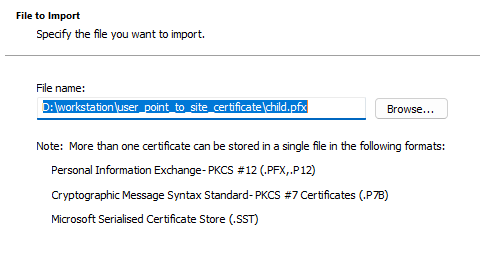 File to Import
Specify the file you want to import.
File name:
D:\workstation\user_point_to_site_certificate\child.pfx
Browse...
Note: More than one certificate can be stored in a single file in the following formats:
Personal Information Exchange- PKCS #12 (.PFX,.P12)
Cryptographic Message Syntax Standard- PKCS #7 Certificates (.P7B)
Microsoft Serialised Certificate Store (.SST)